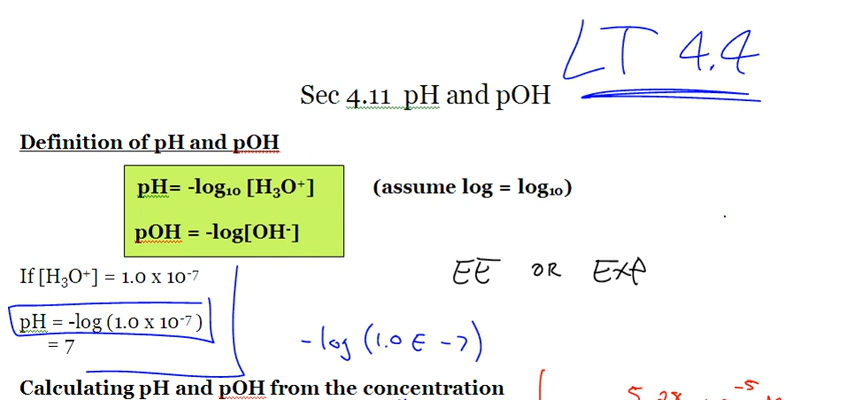 LT 4.4
Sec 4.11 pH and pOH
Definition of pH and pOH
pH= -log₁₀ [H₃O⁺] (assume log = log₁₀)
pOH = -log[OH⁻]
If [H₃O⁺] = 1.0 x 10⁻⁷
EE OR EXP
pH = -log (1.0 x 10⁻⁷)
= 7
-log (1.0 E -7)
Calculating pH and pOH from the concentration